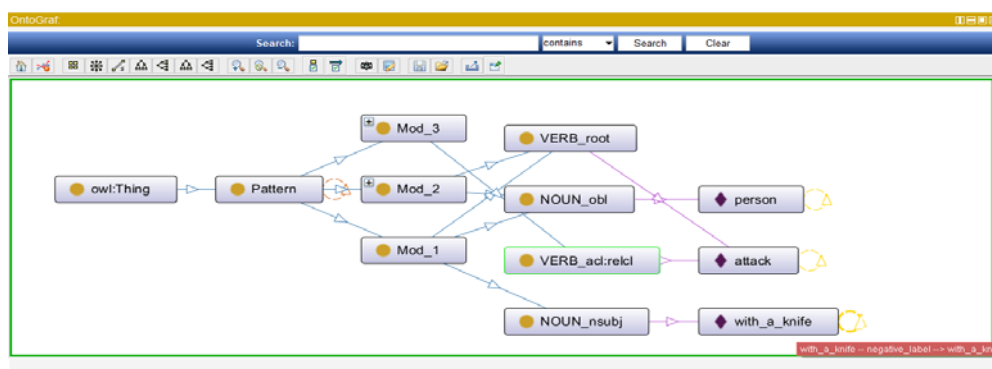 OntoGraf:
Search: contains Search Clear
Mod_3
VERB_root
owl:Thing
Pattern
Mod_2
NOUN_obl
person
Mod_1
VERB_acl:relcl
attack
NOUN_nsubj
with_a_knife
with_a_knife -- negative_label --> with_a_kn